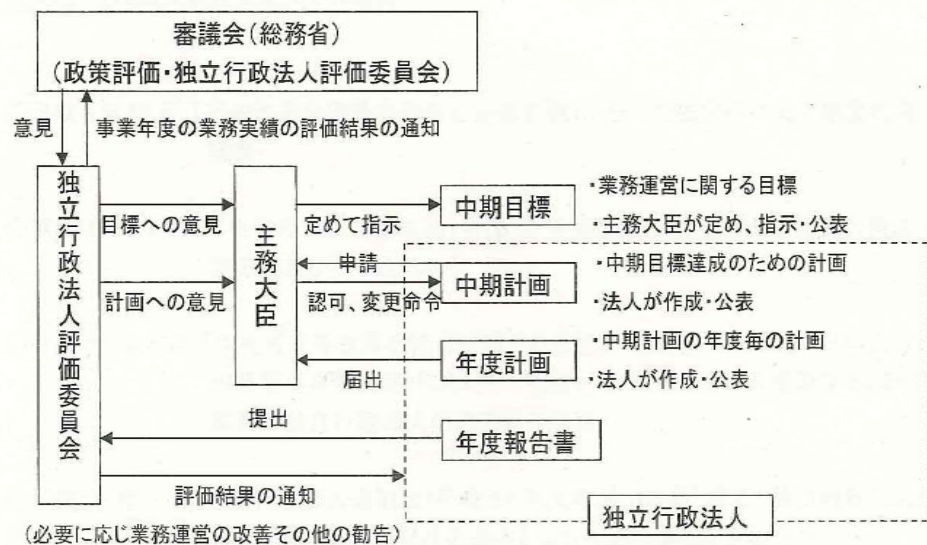 審議会(総務省)
(政策評価・独立行政法人評価委員会)
意見
事業年度の業務実績の評価結果の通知
独立行政法人評価委員会
目標への意見
主務大臣
定めて指示
中期目標
・業務運営に関する目標
・主務大臣が定め、指示・公表
計画への意見
申請
認可、変更命令
中期計画
・中期目標達成のための計画
・法人が作成・公表
届出
年度計画
・中期計画の年度毎の計画
・法人が作成・公表
提出
年度報告書
評価結果の通知
独立行政法人
(必要に応じ業務運営の改善その他の勧告)